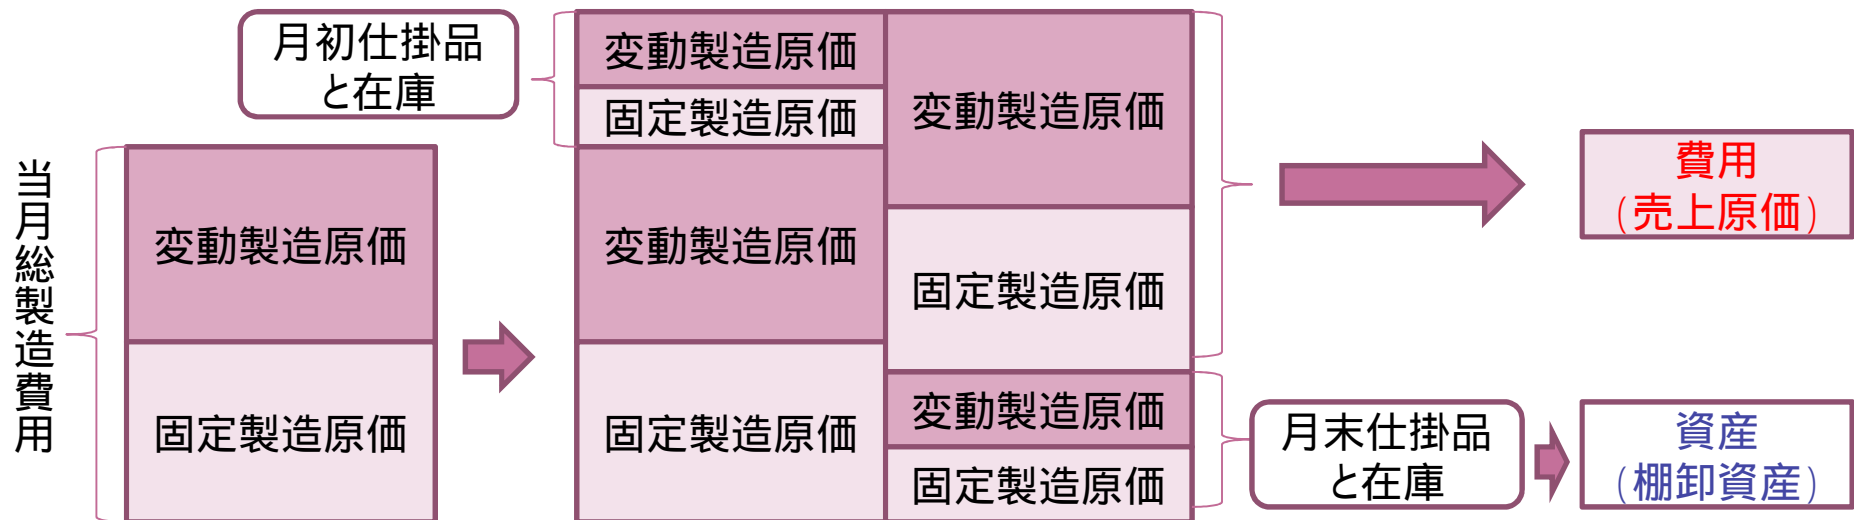 当月総製造費用
変動製造原価
固定製造原価
月初仕掛品
と在庫
変動製造原価
固定製造原価
変動製造原価
固定製造原価
変動製造原価
固定製造原価
変動製造原価
固定製造原価
月末仕掛品
と在庫
費用
(売上原価)
資産
(棚卸資産)